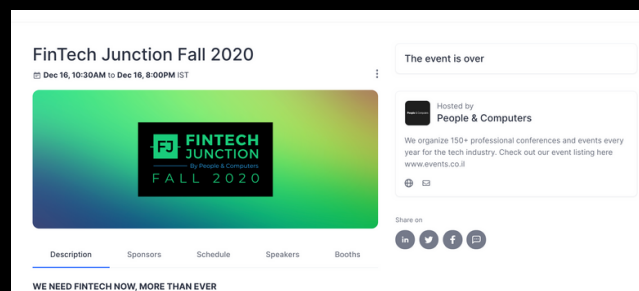 FinTech Junction Fall 2020
Dec 16, 10:30AM to Dec 16, 8:00PM IST
FJ FINTECH
JUNCTION
By People & Computers
FALL 2020
Description Sponsors Schedule Speakers Booths
WE NEED FINTECH NOW, MORE THAN EVER
The event is over
Hosted by
People & Computers
We organize 150+ professional conferences and events every
year for the tech industry. Check out our event listing here
www.events.co.il
Share on
in
f